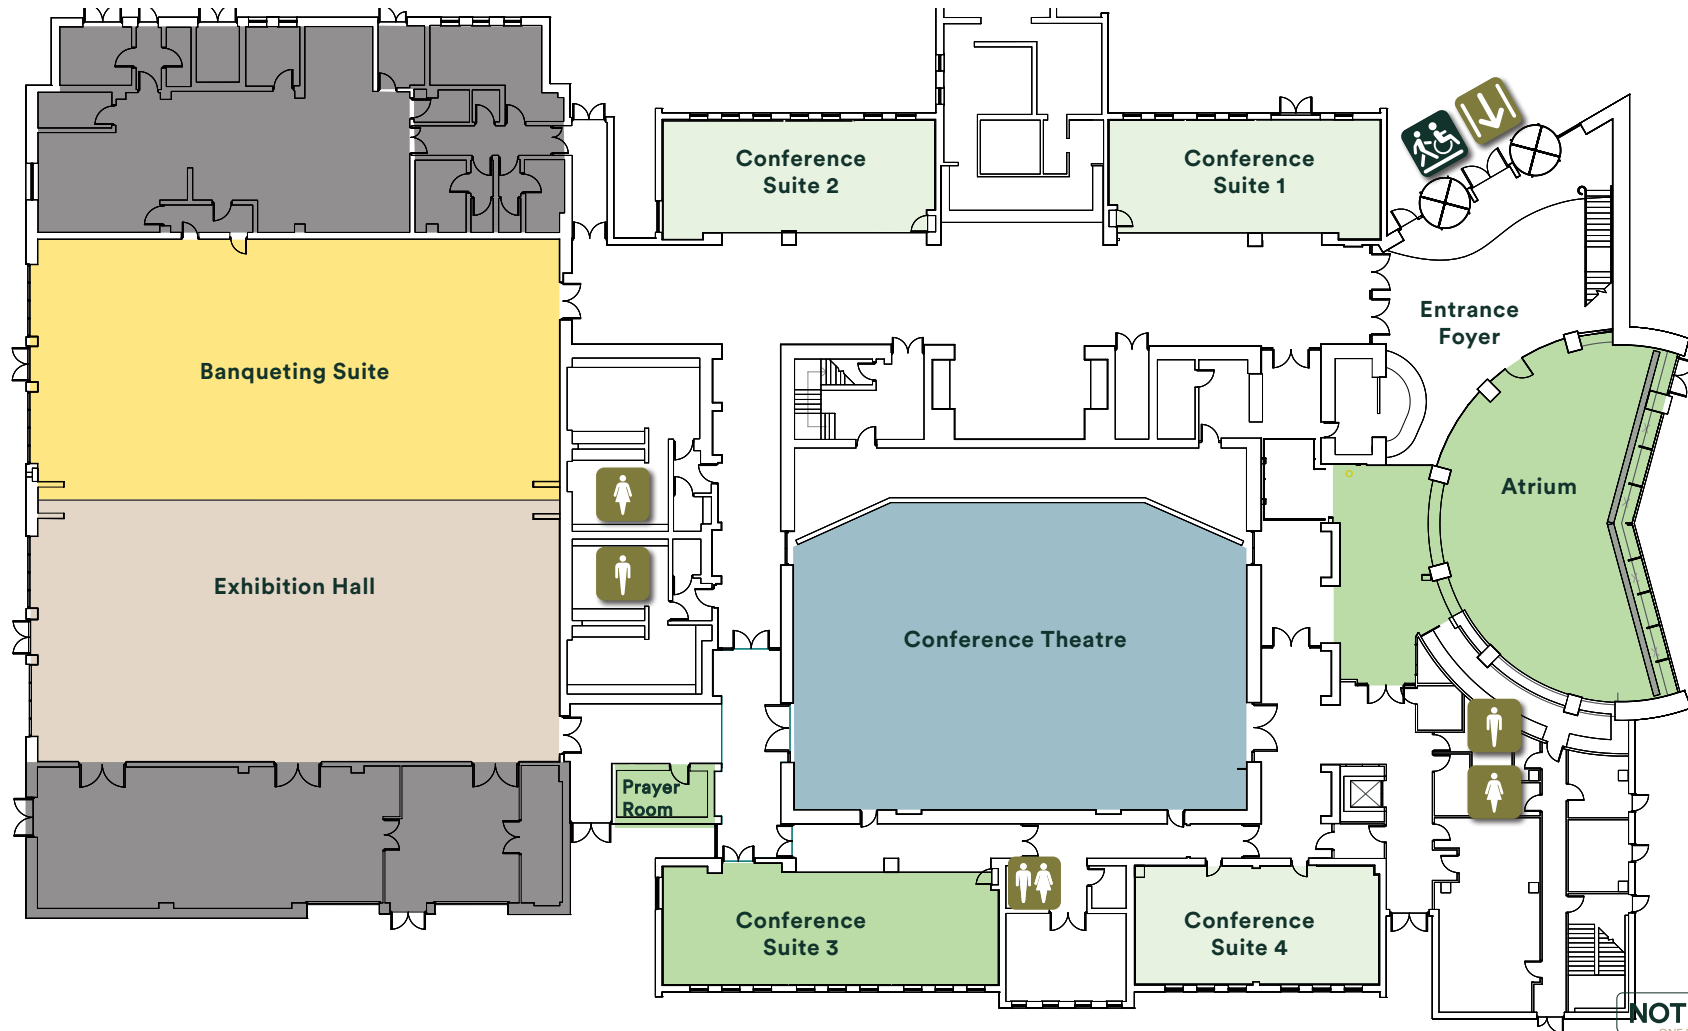 Conference
Suite 2
Conference
Suite 1
Entrance
Foyer
Banqueting Suite
Atrium
Exhibition Hall
Conference Theatre
Prayer
Room
Conference
Suite 3
Conference
Suite 4
NOT